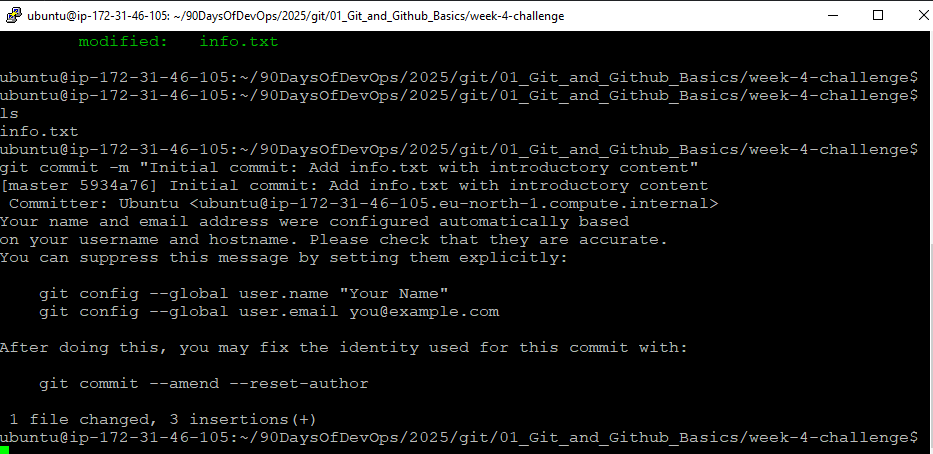 ubuntu@ip-172-31-46-105: ~/90DaysOfDevOps/2025/git/01_Git_and_Github_Basics/week-4-challenge
        modified:   info.txt
ubuntu@ip-172-31-46-105:~/90DaysOfDevOps/2025/git/01_Git_and_Github_Basics/week-4-challenge$
ubuntu@ip-172-31-46-105:~/90DaysOfDevOps/2025/git/01_Git_and_Github_Basics/week-4-challenge$
ls
info.txt
ubuntu@ip-172-31-46-105:~/90DaysOfDevOps/2025/git/01_Git_and_Github_Basics/week-4-challenge$
git commit -m "Initial commit: Add info.txt with introductory content"
[master 5934a76] Initial commit: Add info.txt with introductory content
 Committer: Ubuntu <ubuntu@ip-172-31-46-105.eu-north-1.compute.internal>
Your name and email address were configured automatically based
on your username and hostname. Please check that they are accurate.
You can suppress this message by setting them explicitly:
    git config --global user.name "Your Name"
    git config --global user.email you@example.com
After doing this, you may fix the identity used for this commit with:
    git commit --amend --reset-author
 1 file changed, 3 insertions(+)
ubuntu@ip-172-31-46-105:~/90DaysOfDevOps/2025/git/01_Git_and_Github_Basics/week-4-challenge$